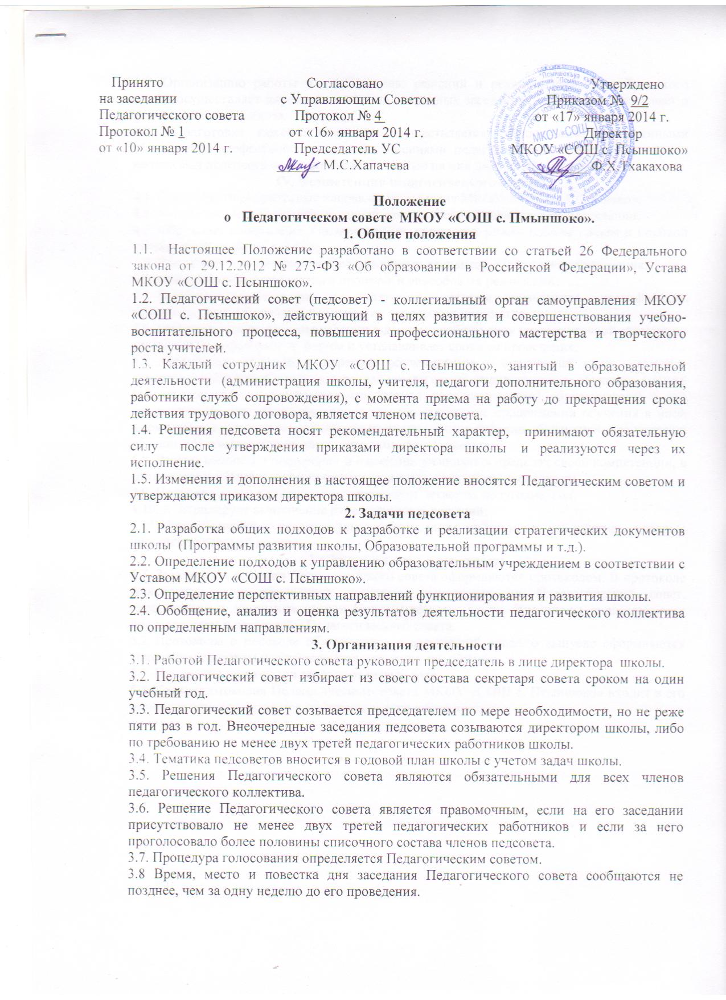 Принято
на заседании
Педагогического совета
Протокол № 1
от «10» января 2014 г.
Согласовано
с Управляющим Советом
Протокол № 4
от «16» января 2014 г.
Председатель УС
М.С.Хапачева
Утверждено
Приказом № 9/2
от «17» января 2014 г.
Директор
МКОУ «СОШ с. Псыншоко»
Ф.Х.Тхакахова
МКОУ «СОШ
с. Псыншоко»
Положение
о Педагогическом совете МКОУ «СОШ с. Пмыншоко».
1. Общие положения
1.1. Настоящее Положение разработано в соответствии со статьей 26 Федерального
закона от 29.12.2012 № 273-ФЗ «Об образовании в Российской Федерации», Устава
МКОУ «СОШ с. Псыншоко».
1.2. Педагогический совет (педсовет) - коллегиальный орган самоуправления МКОУ
«СОШ с. Псыншоко», действующий в целях развития и совершенствования учебно-
воспитательного процесса, повышения профессионального мастерства и творческого
роста учителей.
1.3. Каждый сотрудник МКОУ «СОШ с. Псыншоко», занятый в образовательной
деятельности (администрация школы, учителя, педагоги дополнительного образования,
работники служб сопровождения), с момента приема на работу до прекращения срока
действия трудового договора, является членом педсовета.
1.4. Решения педсовета носят рекомендательный характер, принимают обязательную
силу после утверждения приказами директора школы и реализуются через их
исполнение.
1.5. Изменения и дополнения в настоящее положение вносятся Педагогическим советом и
утверждаются приказом директора школы.
2. Задачи педсовета
2.1. Разработка общих подходов к разработке и реализации стратегических документов
школы (Программы развития школы, Образовательной программы и т.д.).
2.2. Определение подходов к управлению образовательным учреждением в соответствии с
Уставом МКОУ «СОШ с. Псыншоко».
2.3. Определение перспективных направлений функционирования и развития школы.
2.4. Обобщение, анализ и оценка результатов деятельности педагогического коллектива
по определенным направлениям.
3. Организация деятельности
3.1. Работой Педагогического совета руководит председатель в лице директора школы.
3.2. Педагогический совет избирает из своего состава секретаря совета сроком на один
учебный год.
3.3. Педагогический совет созывается председателем по мере необходимости, но не реже
пяти раз в год. Внеочередные заседания педсовета созываются директором школы, либо
по требованию не менее двух третей педагогических работников школы.
3.4. Тематика педсоветов вносится в годовой план школы с учетом задач школы.
3.5. Решения Педагогического совета являются обязательными для всех членов
педагогического коллектива.
3.6. Решение Педагогического совета является правомочным, если на его заседании
присутствовало не менее двух третей педагогических работников и если за него
проголосовало более половины списочного состава членов педсовета.
3.7. Процедура голосования определяется Педагогическим советом.
3.8 Время, место и повестка дня заседания Педагогического совета сообщаются не
позднее, чем за одну неделю до его проведения.